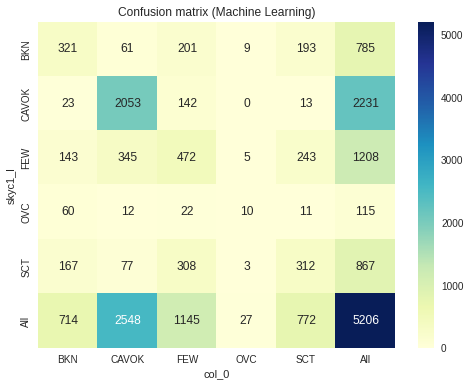 Confusion matrix (Machine Learning)
skyc1_l
BKN 321 61 201 9 193 785
CAVOK 23 2053 142 0 13 2231
FEW 143 345 472 5 243 1208
OVC 60 12 22 10 11 115
SCT 167 77 308 3 312 867
All 714 2548 1145 27 772 5206
BKN CAVOK FEW OVC SCT All
col_0
5000
4000
3000
2000
1000
0